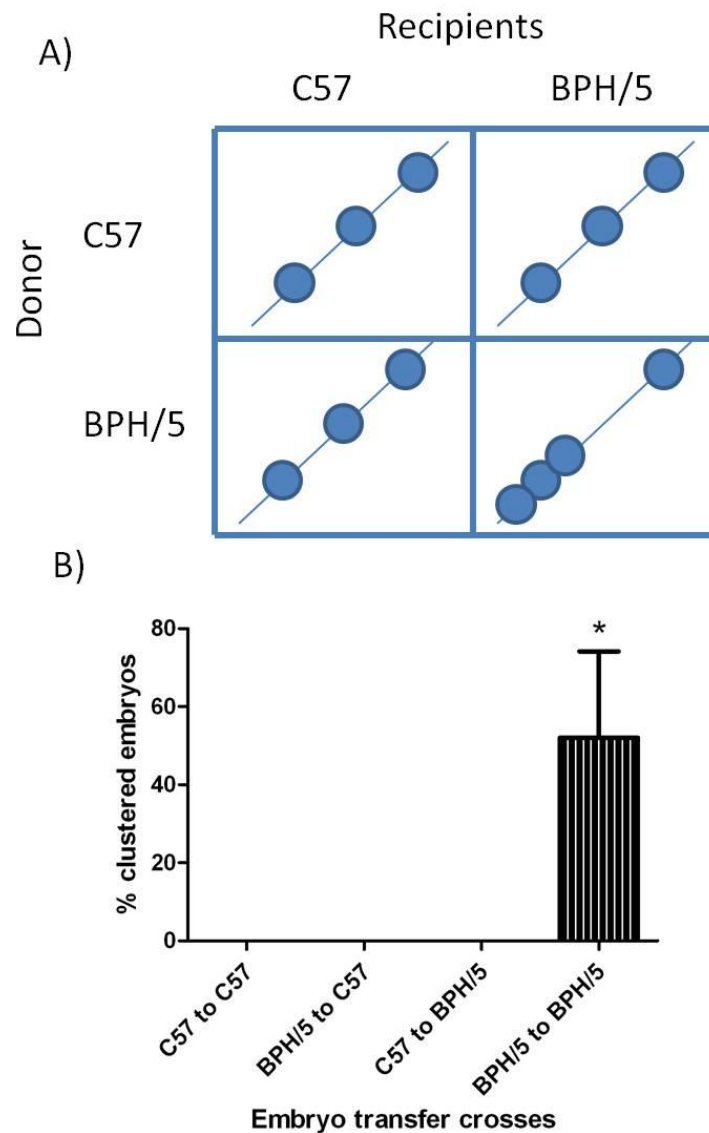 A)
Recipients
C57 BPH/5
Donor
C57
BPH/5
B)
% clustered embryos
80
60
40
20
0
*
C57 to C57
BPH/5 to C57
C57 to BPH/5
BPH/5 to BPH/5
Embryo transfer crosses